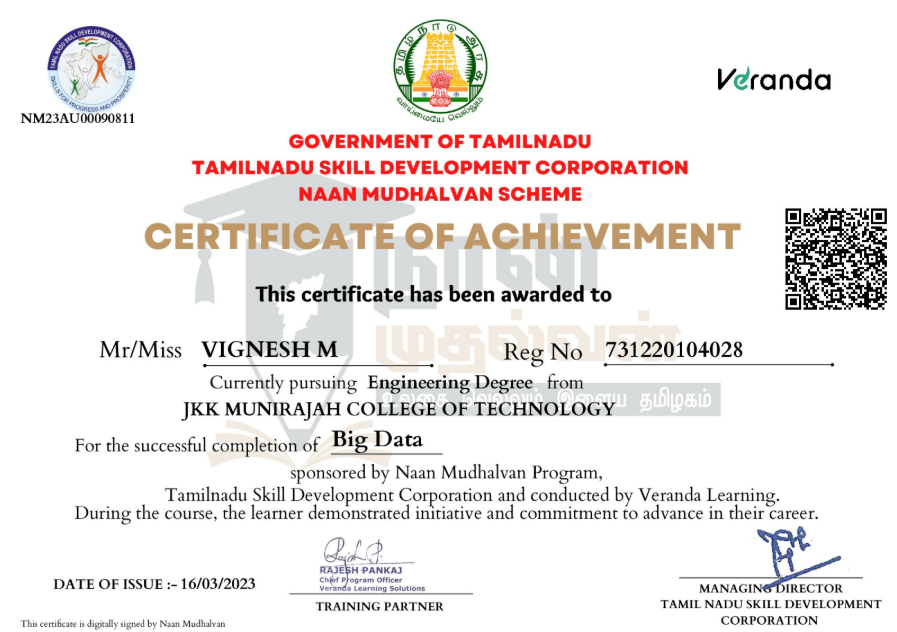 TAMIL NADU SKILL DEVELOPMENT CORPORATION
SKILLS FOR PROGRESS AND PROSPERITY
NM23AU00090811
தமிழ்நாடு அரசு
வாய்மையே வெல்லும்
Veranda
GOVERNMENT OF TAMILNADU
TAMILNADU SKILL DEVELOPMENT CORPORATION
NAAN MUDHALVAN SCHEME
CERTIFICATE OF ACHIEVEMENT
நான்
முதல்வன்
This certificate has been awarded to
Mr/Miss VIGNESH M Reg No 731220104028
Currently pursuing Engineering Degree from
உலகை வெல்லும் இளைய தமிழகம்
JKK MUNIRAJAH COLLEGE OF TECHNOLOGY
For the successful completion of Big Data
sponsored by Naan Mudhalvan Program,
Tamilnadu Skill Development Corporation and conducted by Veranda Learning.
During the course, the learner demonstrated initiative and commitment to advance in their career.
Rajesh P.
RAJESH PANKAJ
Chief Program Officer
Veranda Learning Solutions
TRAINING PARTNER
DATE OF ISSUE :- 16/03/2023
MANAGING DIRECTOR
TAMIL NADU SKILL DEVELOPMENT
CORPORATION
This certificate is digitally signed by Naan Mudhalvan